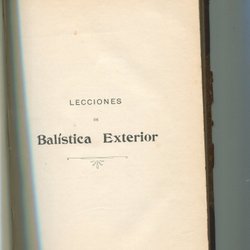 LECCIONES
DE
Balística Exterior